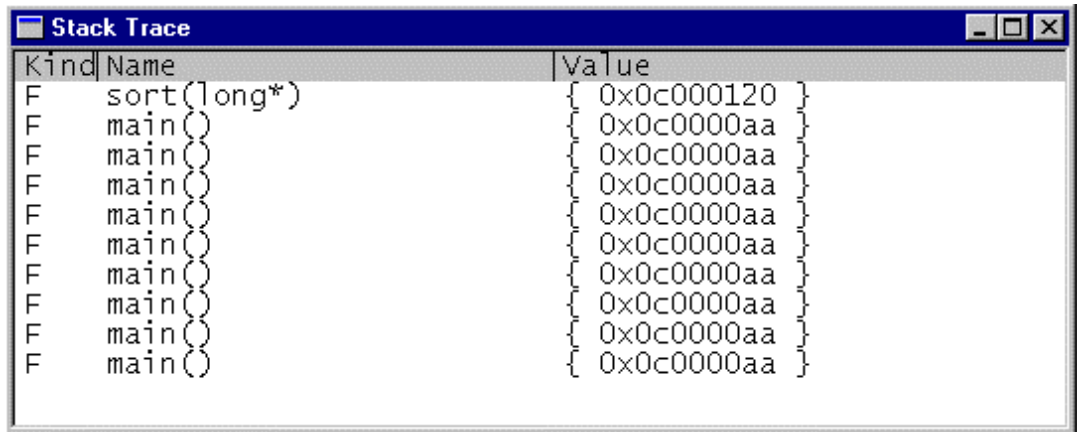 Stack Trace
Kind Name Value
F sort(long*) { 0x0c000120 }
F main() { 0x0c0000aa }
F main() { 0x0c0000aa }
F main() { 0x0c0000aa }
F main() { 0x0c0000aa }
F main() { 0x0c0000aa }
F main() { 0x0c0000aa }
F main() { 0x0c0000aa }
F main() { 0x0c0000aa }
F main() { 0x0c0000aa }